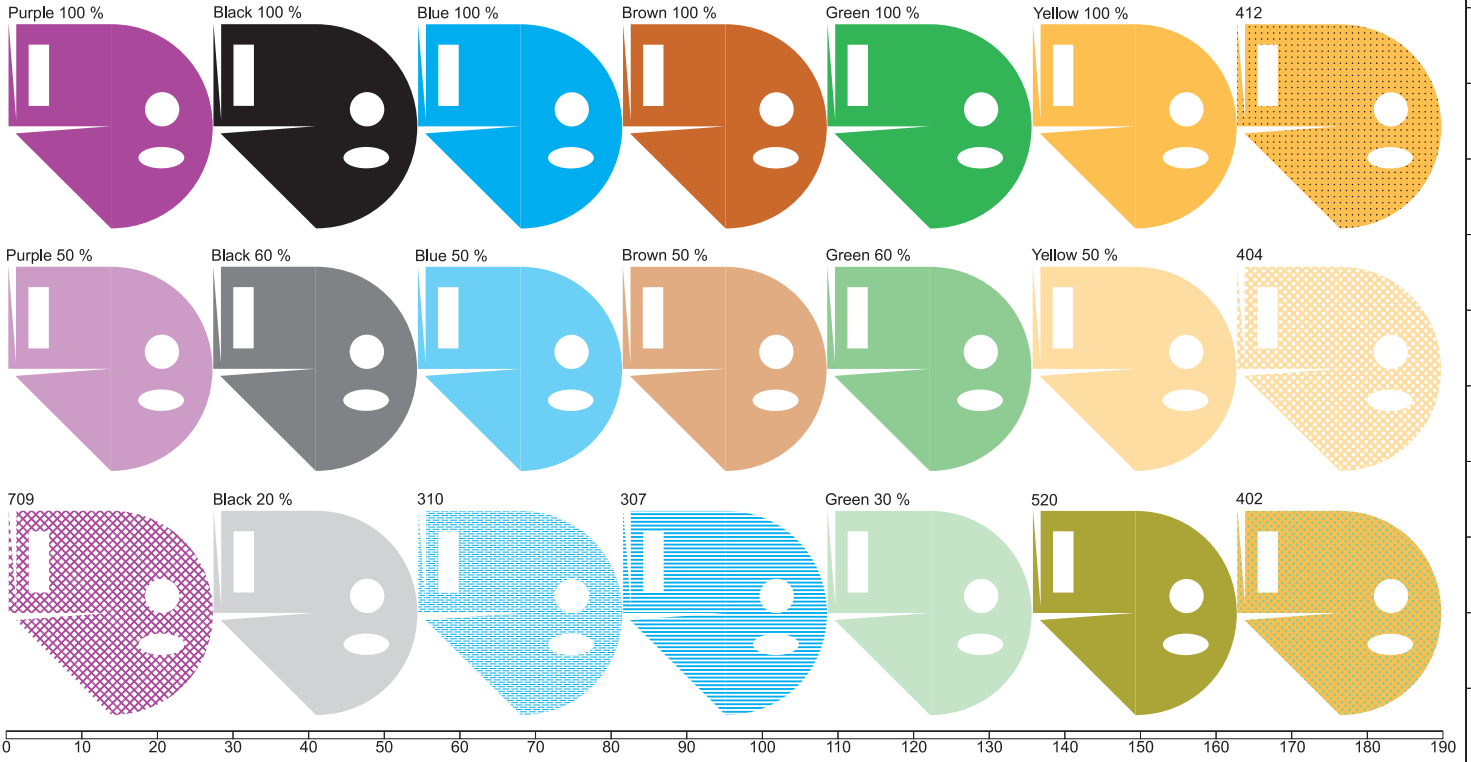 Purple 100 % Black 100 % Blue 100 % Brown 100 % Green 100 % Yellow 100 % 412
Purple 50 % Black 60 % Blue 50 % Brown 50 % Green 60 % Yellow 50 % 404
709 Black 20 % 310 307 Green 30 % 520 402
0 10 20 30 40 50 60 70 80 90 100 110 120 130 140 150 160 170 180 190